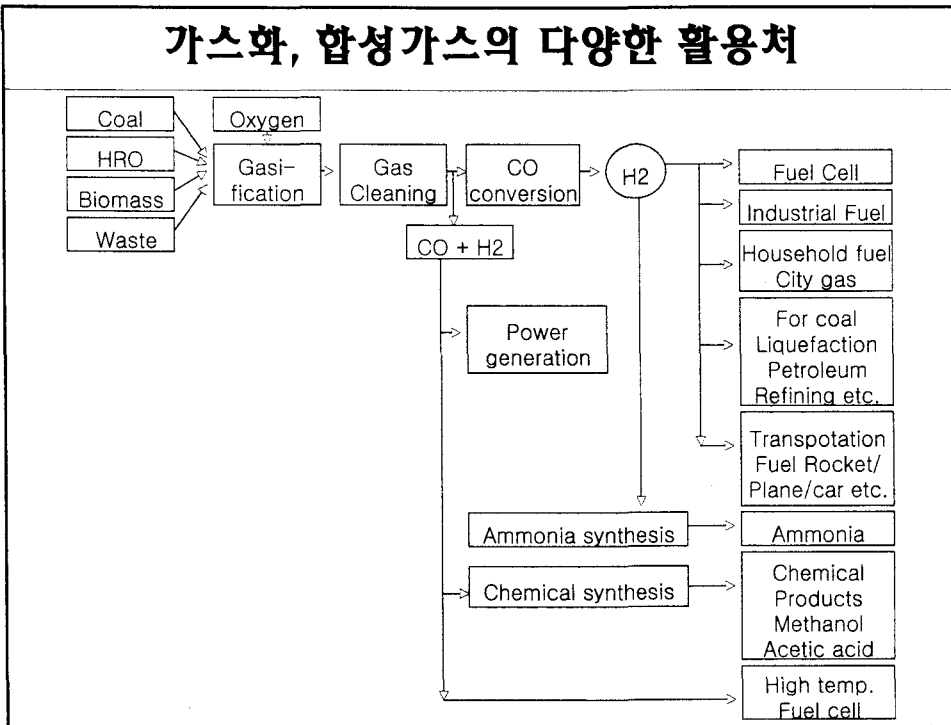 가스화, 합성가스의 다양한 활용처
Coal
HRO
Biomass
Waste
Oxygen
Gasi-
fication
Gas
Cleaning
CO
conversion
H2
CO + H2
Power
generation
Ammonia synthesis
Chemical synthesis
Fuel Cell
Industrial Fuel
Household fuel
City gas
For coal
Liquefaction
Petroleum
Refining etc.
Transpotation
Fuel Rocket/
Plane/car etc.
Ammonia
Chemical
Products
Methanol
Acetic acid
High temp.
Fuel cell